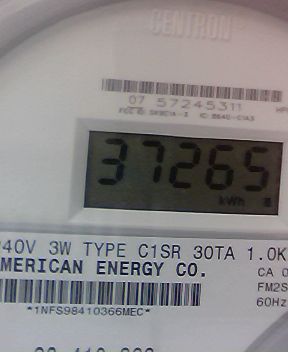 CENTRON
07 57245311
37265
kWh
240V 3W TYPE C1SR 30TA 1.0K
AMERICAN ENERGY CO.
CA 0
FM2S
60Hz
*1NFS98410366MEC*